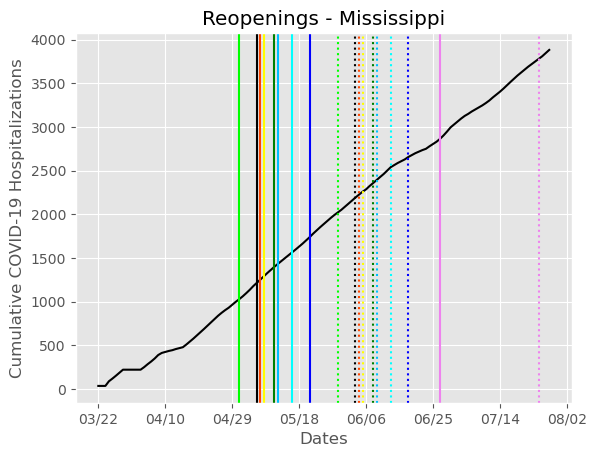 Reopenings - Mississippi
Cumulative COVID-19 Hospitalizations
4000
3500
3000
2500
2000
1500
1000
500
0
03/22 04/10 04/29 05/18 06/06 06/25 07/14 08/02
Dates